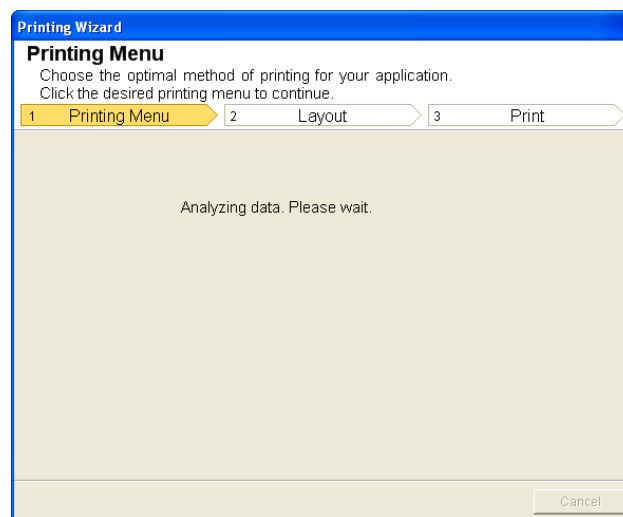 Printing Wizard
Printing Menu
Choose the optimal method of printing for your application.
Click the desired printing menu to continue.
1 Printing Menu 2 Layout 3 Print
Analyzing data. Please wait.
Cancel